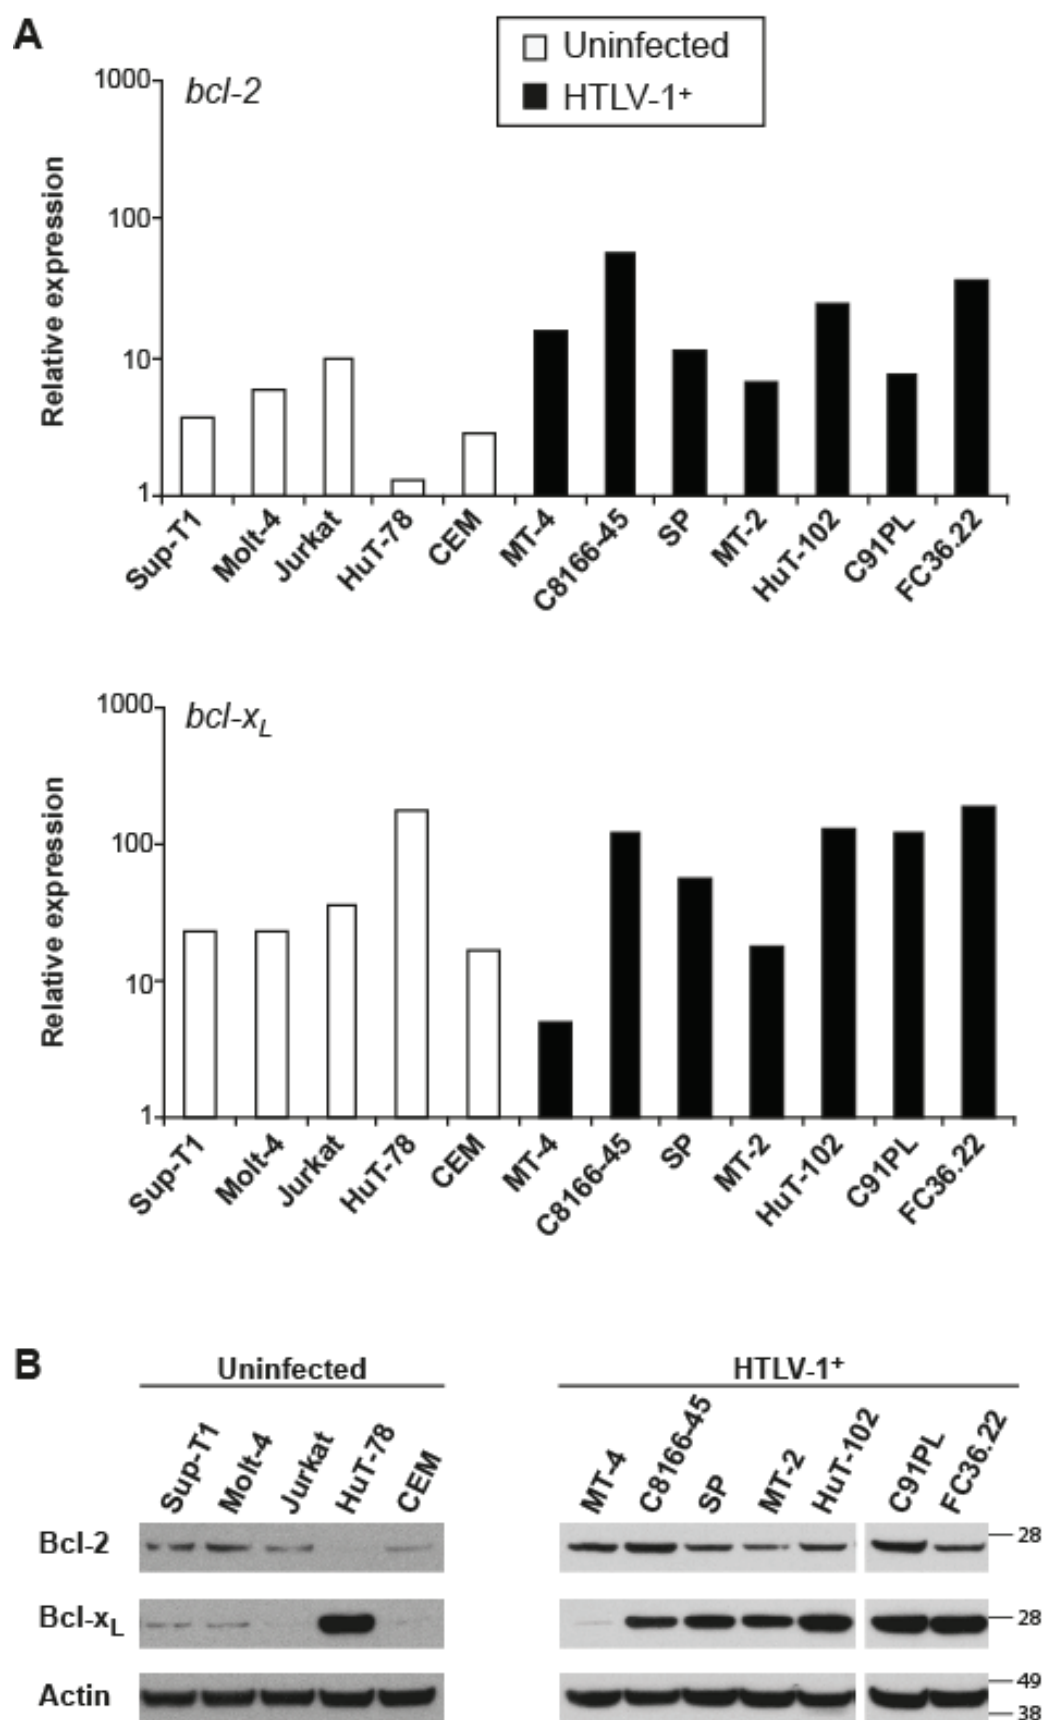 A
Uninfected
HTLV-1+
bcl-2
Relative expression
1000
100
10
1
Sup-T1
Molt-4
Jurkat
HuT-78
CEM
MT-4
C8166-45
SP
MT-2
HuT-102
C91PL
FC36.22
bcl-xL
Relative expression
1000
100
10
1
Sup-T1
Molt-4
Jurkat
HuT-78
CEM
MT-4
C8166-45
SP
MT-2
HuT-102
C91PL
FC36.22
B
Uninfected
HTLV-1+
Sup-T1
Molt-4
Jurkat
HuT-78
CEM
MT-4
C8166-45
SP
MT-2
HuT-102
C91PL
FC36.22
Bcl-2
28
Bcl-xL
28
Actin
49
38